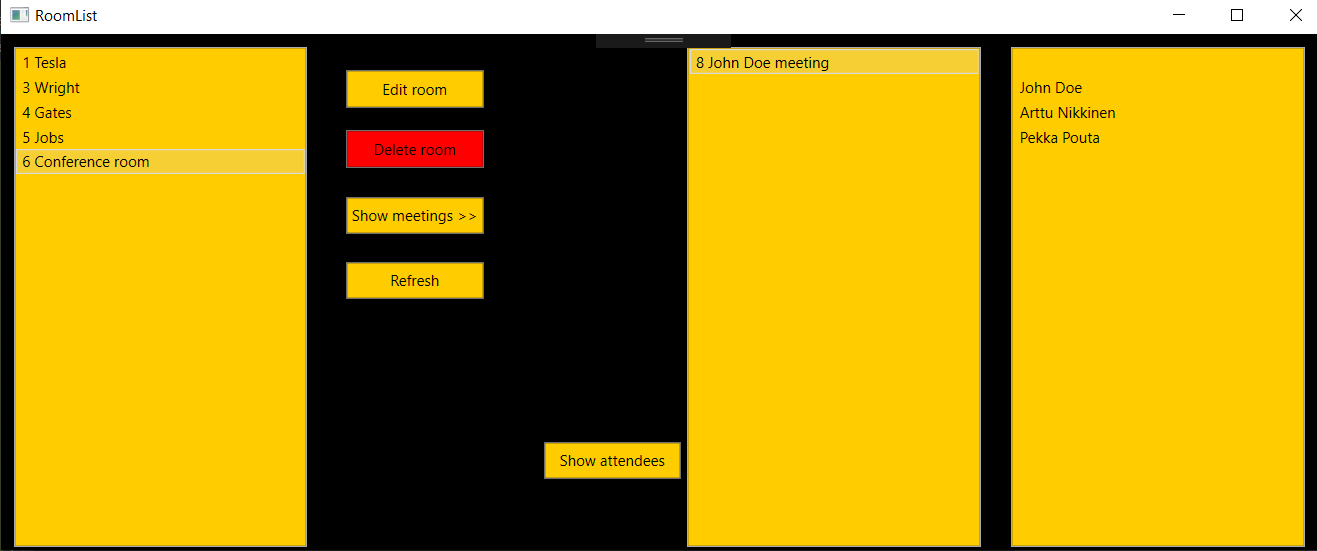 RoomList
1 Tesla
3 Wright
4 Gates
5 Jobs
6 Conference room
Edit room
Delete room
Show meetings >>
Refresh
Show attendees
8 John Doe meeting
John Doe
Arttu Nikkinen
Pekka Pouta